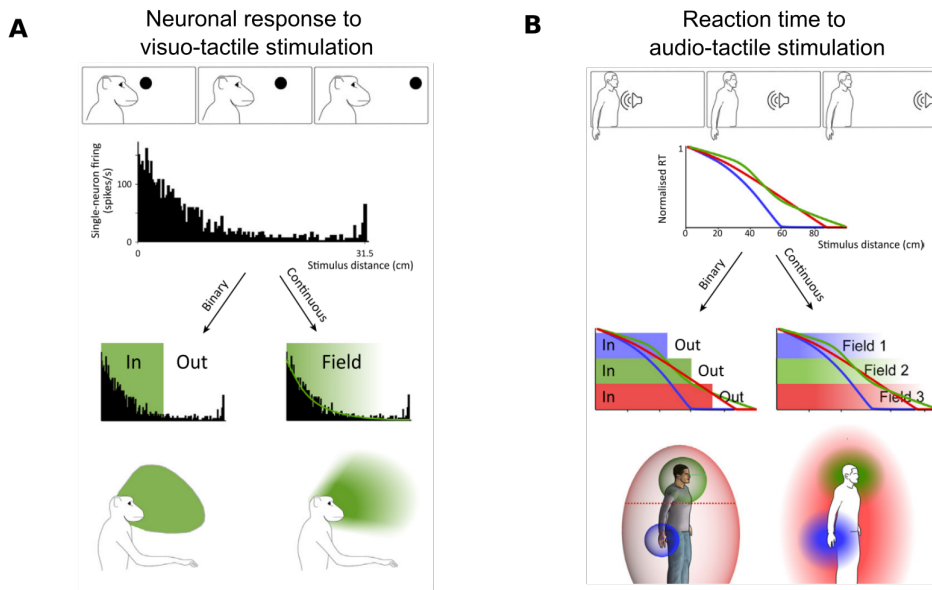 A
Neuronal response to
visuo-tactile stimulation
Single-neuron firing
(spikes/s)
100
0
0
31.5
Stimulus distance (cm)
Binary
Continuous
In
Out
Field
B
Reaction time to
audio-tactile stimulation
Normalised RT
1
0
20
40
60
80
Stimulus distance (cm)
Binary
Continuous
In
Out
In
Out
In
Out
Field 1
Field 2
Field 3